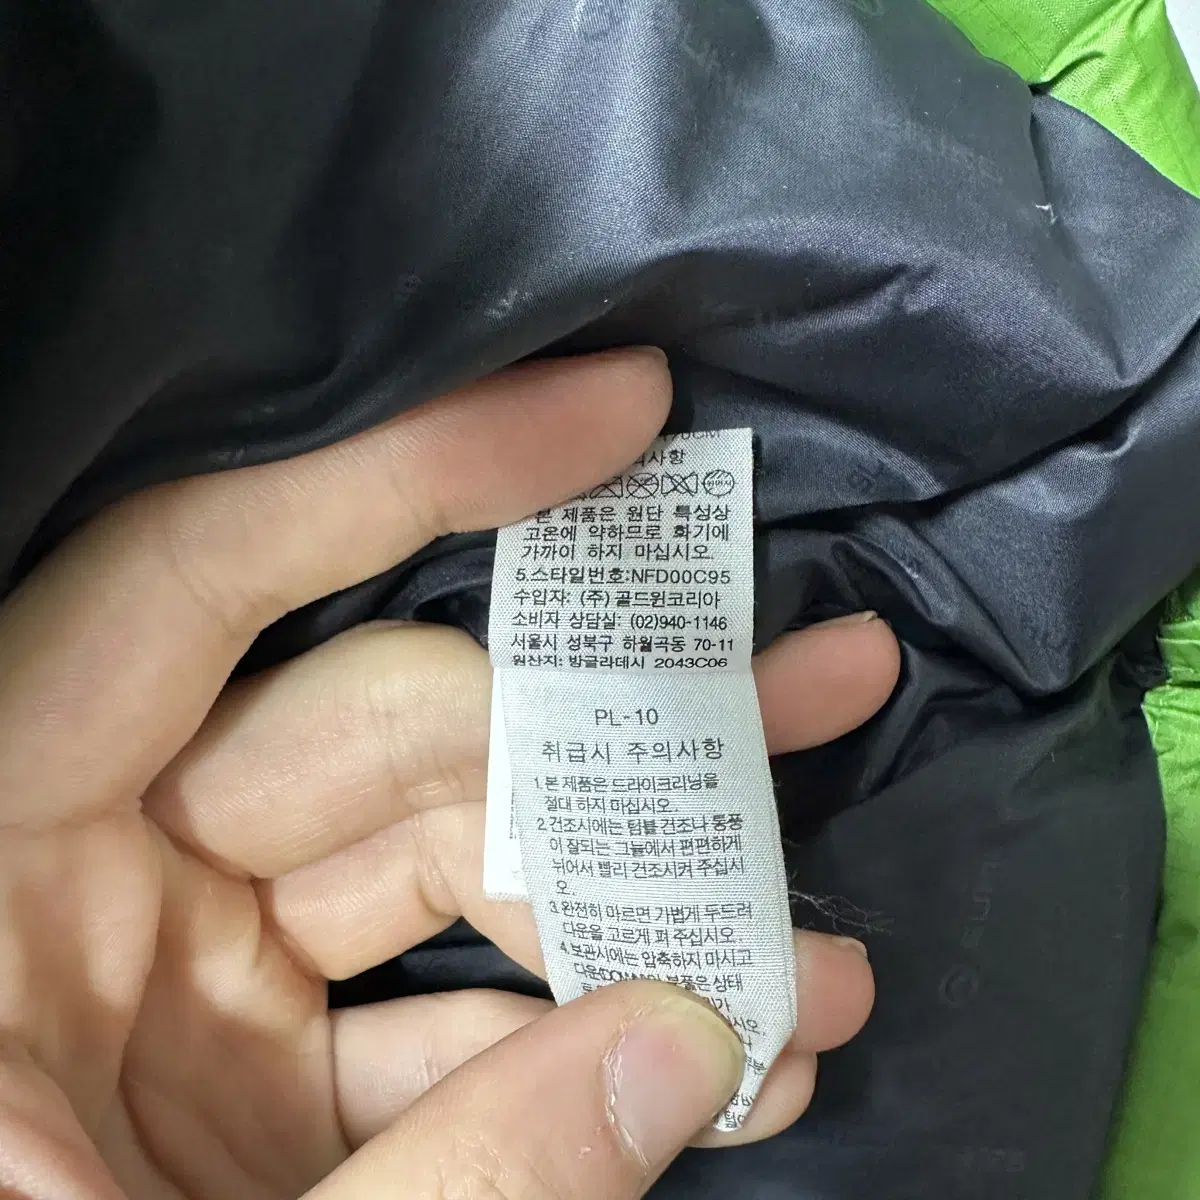 의사항
본 제품은 원단 특성상
고온에 약하므로 화기에
가까이 하지 마십시오.
5.스타일번호:NFD00C95
수입자: (주) 골드윈코리아
소비자 상담실: (02)940-1146
서울시 성북구 하월곡동 70-11
원산지: 방글라데시 2043C06
PL-10
취급시 주의사항
1.본 제품은 드라이크리닝을
절대 하지 마십시오.
2.건조시에는 텀블 건조나 통풍
이 잘되는 그늘에서 편편하게
뉘어서 빨리 건조시켜 주십시
오.
3.완전히 마르면 가볍게 두드려
다운을 고르게 펴 주십시오.
4.보관시에는 압축하지 마시고
상태